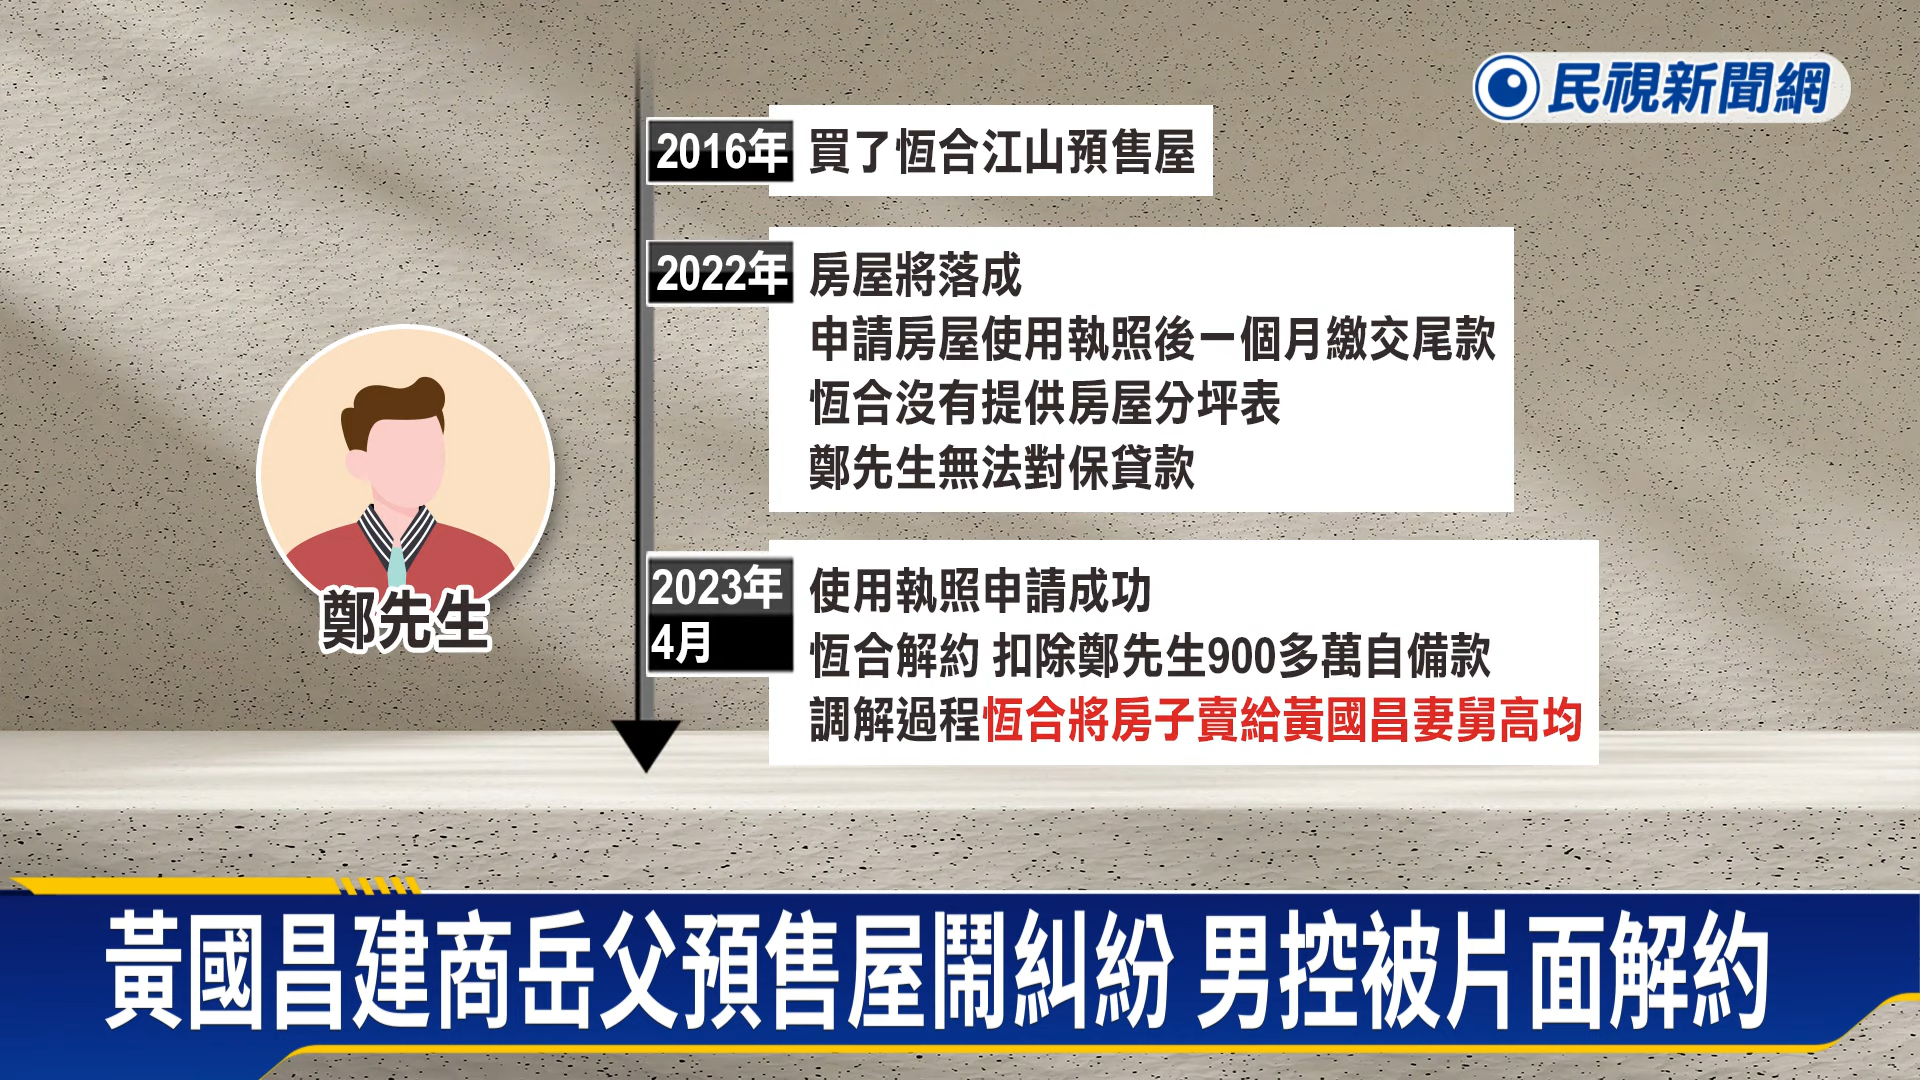 民視新聞網
2016年 買了恆合江山預售屋
2022年 房屋將落成
申請房屋使用執照後一個月繳交尾款
恆合沒有提供房屋分坪表
鄭先生無法對保貸款
2023年
4月
使用執照申請成功
恆合解約 扣除鄭先生900多萬自備款
調解過程恆合將房子賣給黃國昌妻舅高均
鄭先生
黃國昌建商岳父預售屋鬧糾紛 男控被片面解約